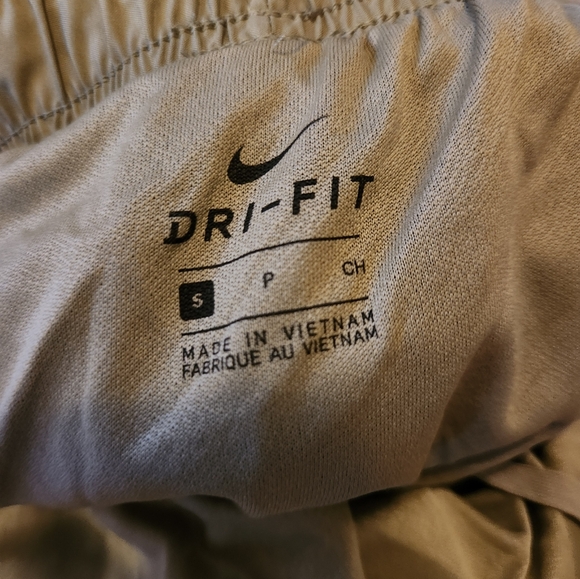 DRI-FIT
S P CH
MADE IN VIETNAM
FABRIQUE AU VIETNAM